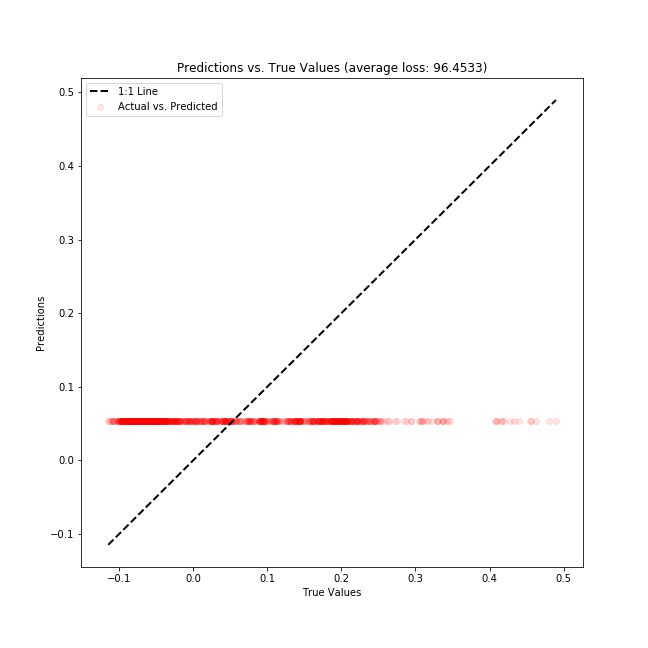 Predictions vs. True Values (average loss: 96.4533)
0.5
1:1 Line
Actual vs. Predicted
0.4
0.3
0.2
0.1
0.0
−0.1
Predictions
−0.1 0.0 0.1 0.2 0.3 0.4 0.5
True Values